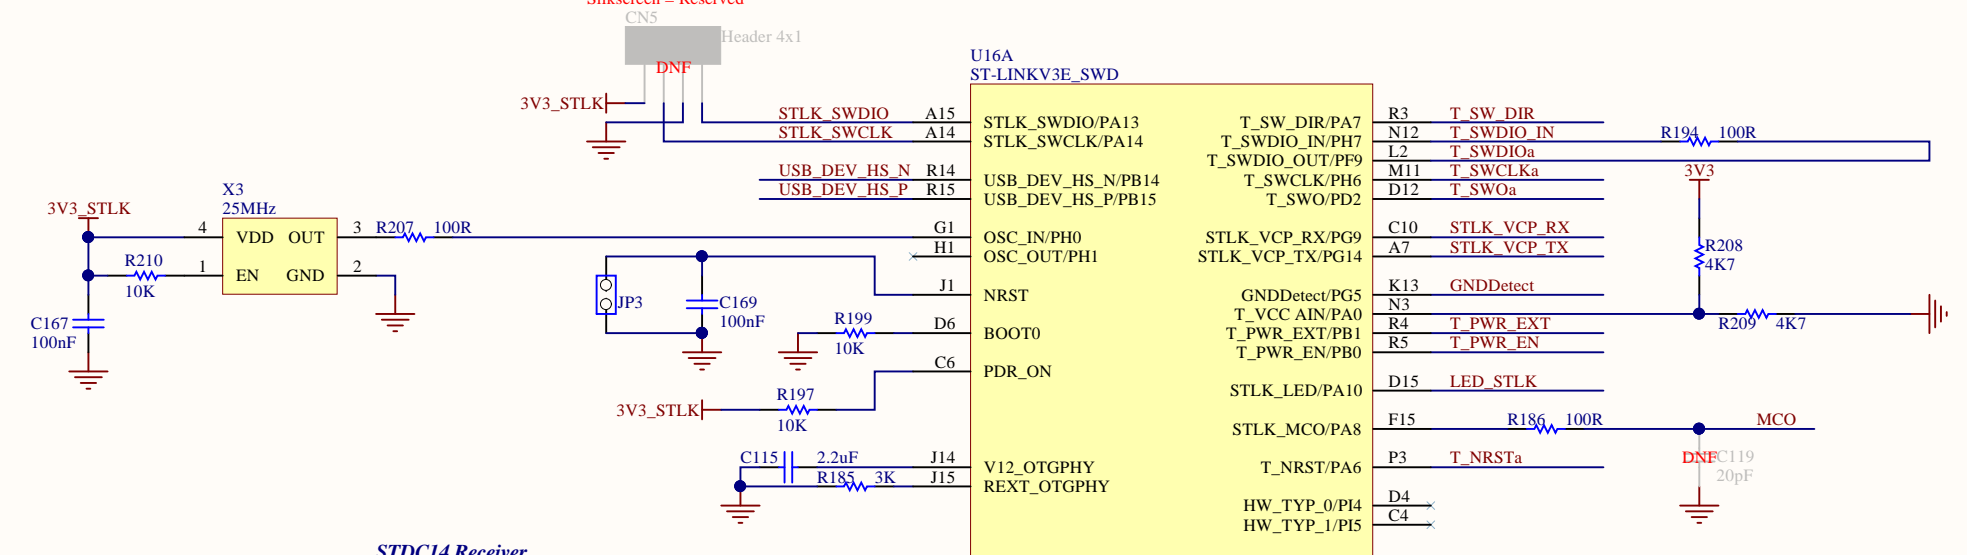 Silkscreen = Reserved
CN5
Header 4x1
DNF
3V3_STLK
U16A
ST-LINKV3E_SWD
STLK_SWDIO A15 STLK_SWDIO/PA13
STLK_SWCLK A14 STLK_SWCLK/PA14
USB_DEV_HS_N R14 USB_DEV_HS_N/PB14
USB_DEV_HS_P R15 USB_DEV_HS_P/PB15
G1 OSC_IN/PH0
H1 OSC_OUT/PH1
J1 NRST
D6 BOOT0
C6 PDR_ON
J14 V12_OTGPHY
J15 REXT_OTGPHY
T_SW_DIR/PA7 R3 T_SW_DIR
T_SWDIO_IN/PH7 N12 T_SWDIO_IN
T_SWDIO_OUT/PF9 L2 T_SWDIOa
T_SWCLK/PH6 M11 T_SWCLKa
T_SWO/PD2 D12 T_SWOa
STLK_VCP_RX/PG9 C10 STLK_VCP_RX
STLK_VCP_TX/PG14 A7 STLK_VCP_TX
GNDDetect/PG5 K13 GNDDetect
T_VCC AIN/PA0 N3
T_PWR_EXT/PB1 R4 T_PWR_EXT
T_PWR_EN/PB0 R5 T_PWR_EN
STLK_LED/PA10 D15 LED_STLK
STLK_MCO/PA8 F15
T_NRST/PA6 P3 T_NRSTa
HW_TYP_0/PI4 D4
HW_TYP_1/PI5 C4
R194 100R
3V3
R208
4K7
R209 4K7
R186 100R
MCO
DNF C119
20pF
X3
25MHz
3V3_STLK
4 VDD OUT 3
1 EN GND 2
R207 100R
R210
10K
C167
100nF
JP3
C169
100nF
R199
10K
3V3_STLK
R197
10K
C115 2.2uF
R185 3K
STDC14 Receiver